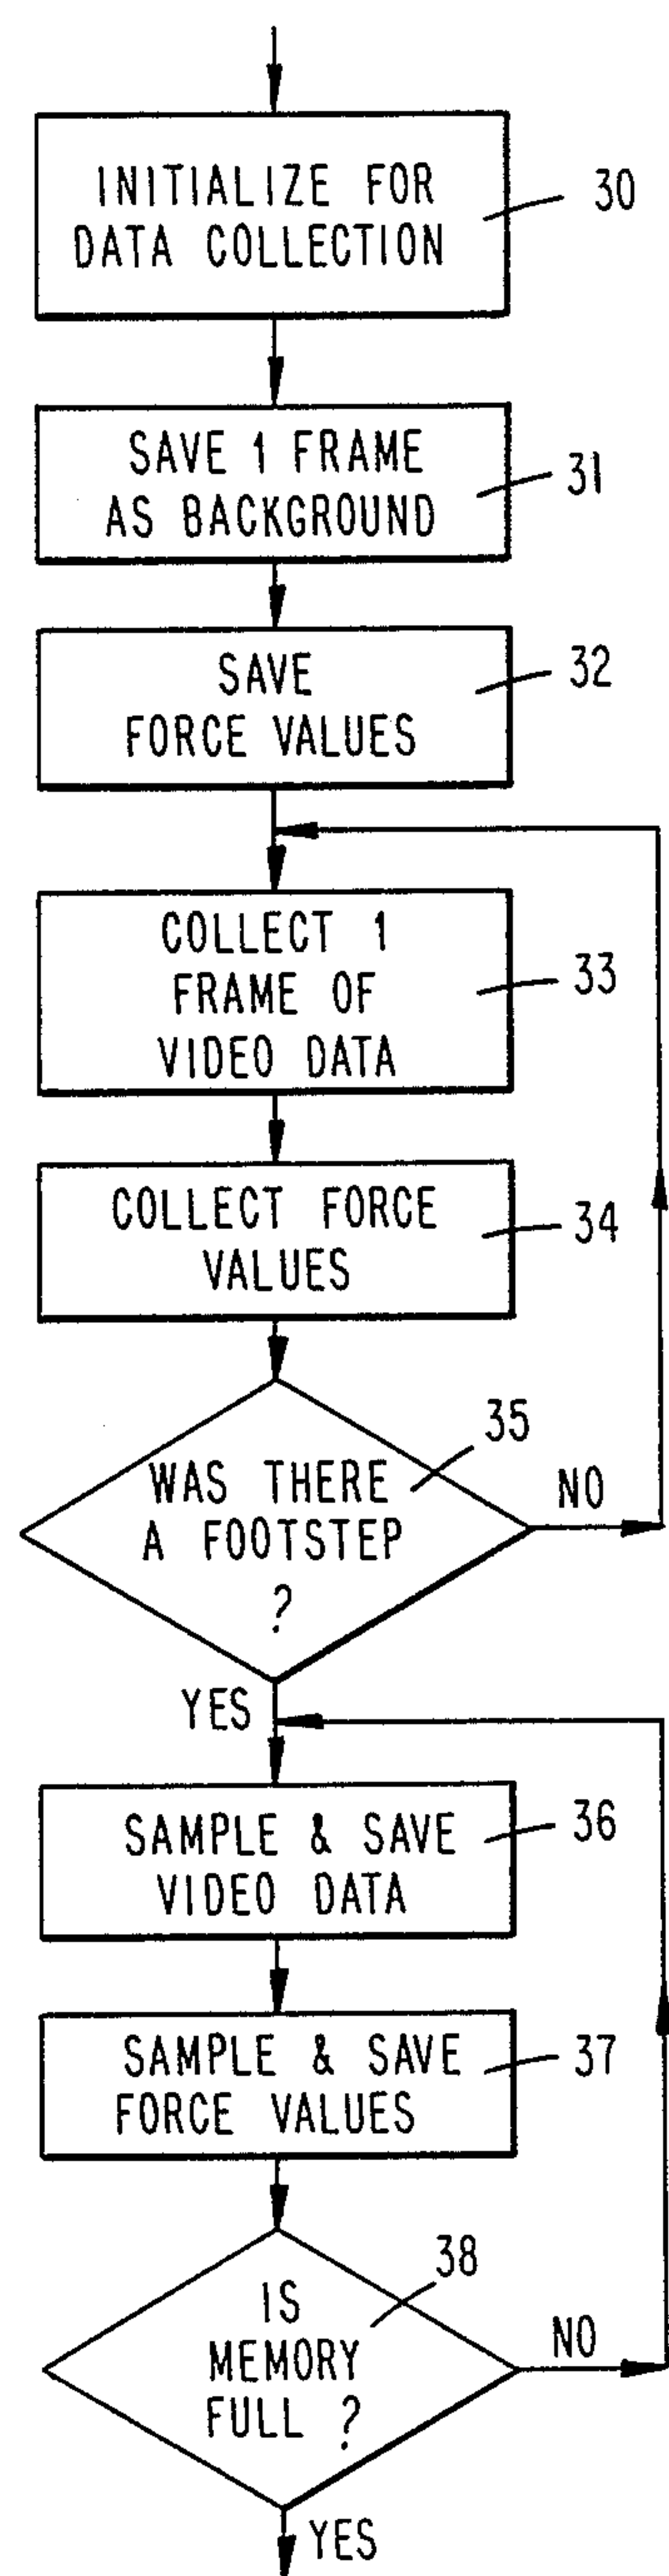 INITIALIZE FOR
DATA COLLECTION
30
SAVE 1 FRAME
AS BACKGROUND
31
SAVE
FORCE VALUES
32
COLLECT 1
FRAME OF
VIDEO DATA
33
COLLECT FORCE
VALUES
34
35
WAS THERE
A FOOTSTEP
?
NO
YES
SAMPLE & SAVE
VIDEO DATA
36
SAMPLE & SAVE
FORCE VALUES
37
38
IS
MEMORY
FULL ?
NO
YES